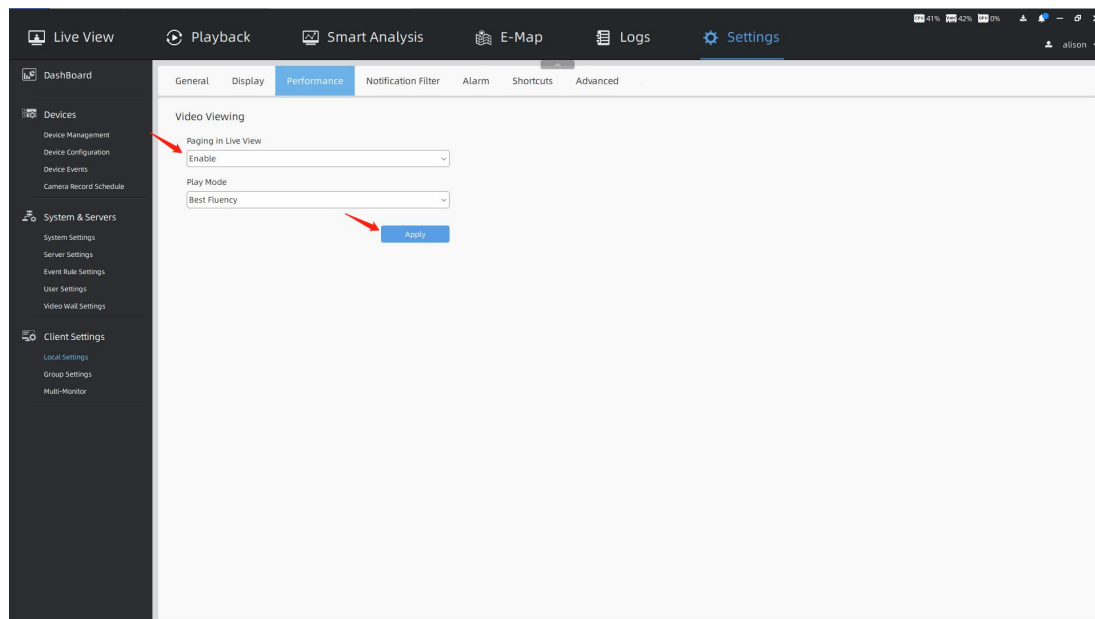 CPU 41% 42% GPU 0%
Live View Playback Smart Analysis E-Map Logs Settings
alison
DashBoard
General Display Performance Notification Filter Alarm Shortcuts Advanced
Devices
Device Management
Device Configuration
Device Events
Camera Record Schedule
System & Servers
System Settings
Server Settings
Event Rule Settings
User Settings
Video Wall Settings
Client Settings
Local Settings
Group Settings
Multi-Monitor
Video Viewing
Paging in Live View
Enable
Play Mode
Best Fluency
Apply